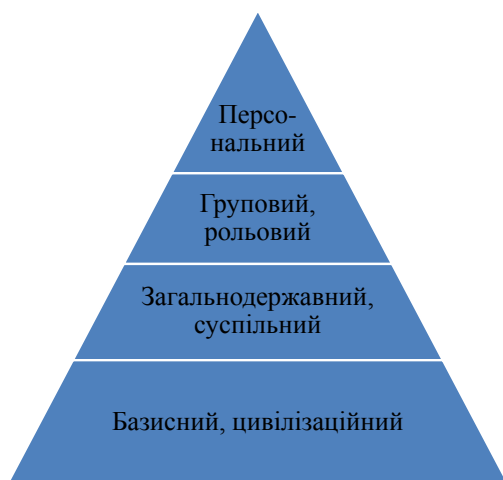 Персо-
нальний
Груповий,
рольовий
Загальнодержавний,
суспільний
Базисний, цивілізаційний